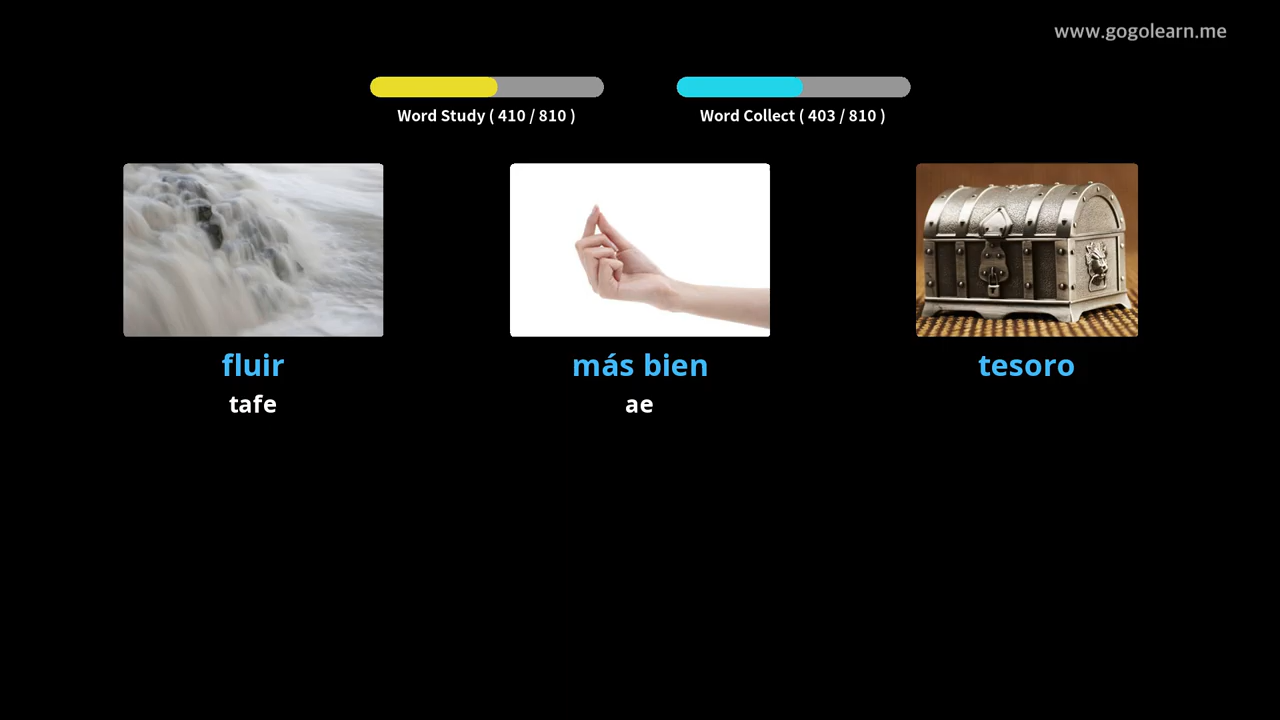 www.gogolearn.me
Word Study ( 410 / 810 )
Word Collect ( 403 / 810 )
fluir
tafe
más bien
ae
tesoro